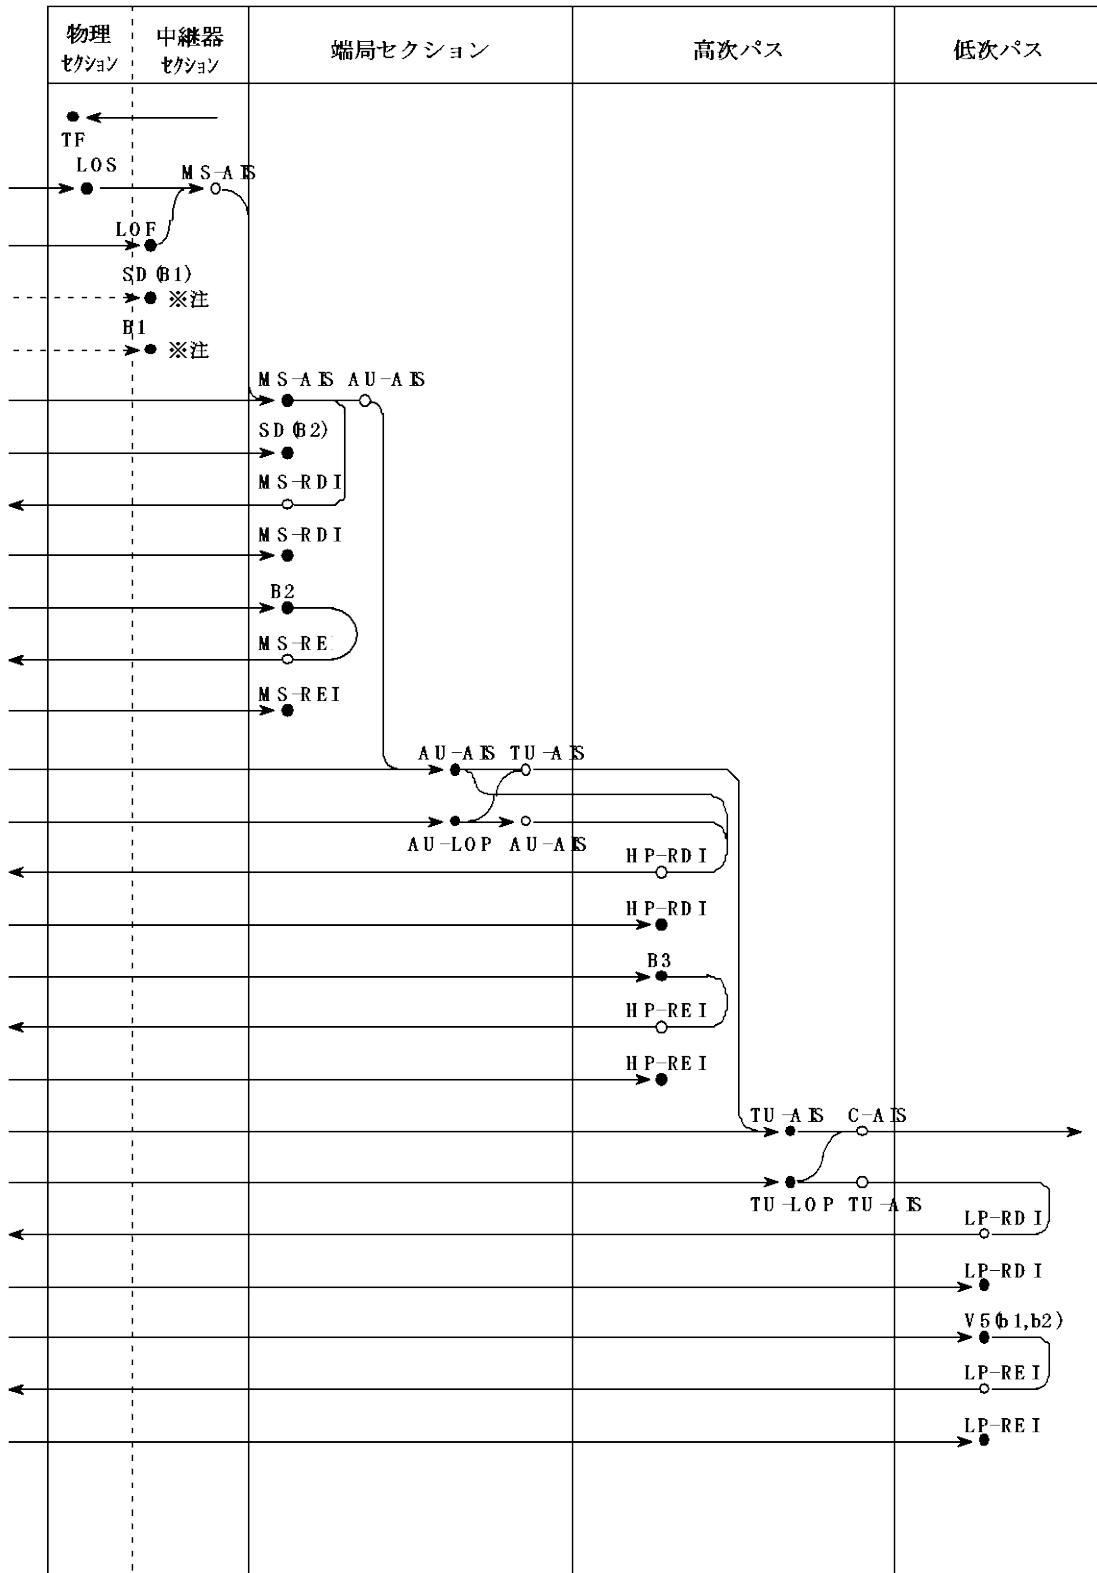 物理 中継器 端局セクション 高次パス 低次パス
セクション セクション
TF
LOS
MS-AIS
LOF
SD(B1)
※注
B1
※注
MS-AIS AU-AIS
SD(B2)
MS-RDI
MS-RDI
B2
MS-RE
MS-REI
AU-AIS TU-AIS
AU-LOP AU-AIS
HP-RDI
HP-RDI
B3
HP-REI
HP-REI
TU-AIS C-AIS
TU-LOP TU-AIS
LP-RDI
LP-RDI
V5(b1,b2)
LP-REI
LP-REI